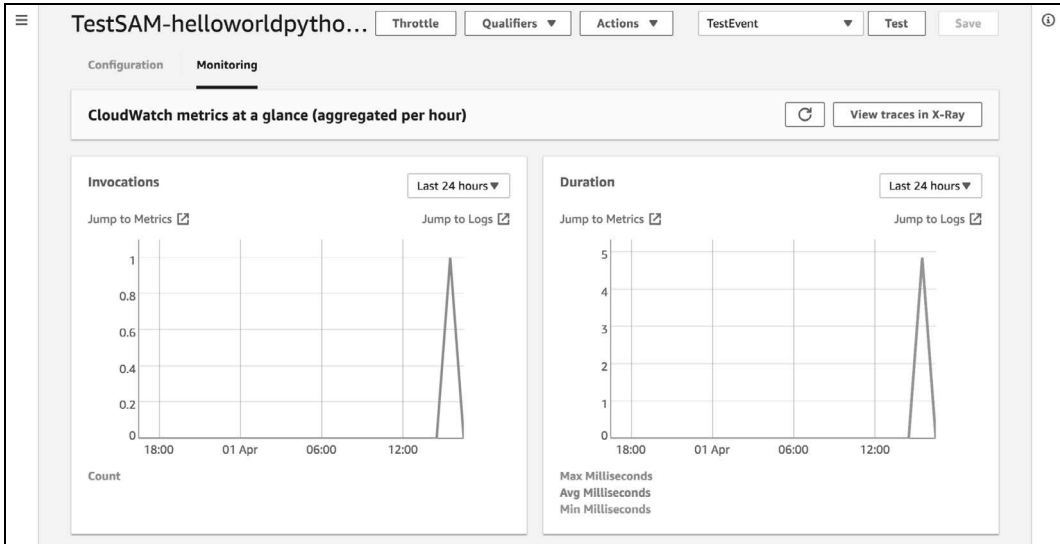 TestSAM-helloworldpytho... Throttle Qualifiers Actions TestEvent Test Save
Configuration Monitoring
CloudWatch metrics at a glance (aggregated per hour) View traces in X-Ray
Invocations Last 24 hours
Jump to Metrics Jump to Logs
1
0.8
0.6
0.4
0.2
0
18:00 01 Apr 06:00 12:00
Count
Duration Last 24 hours
Jump to Metrics Jump to Logs
5
4
3
2
1
0
18:00 01 Apr 06:00 12:00
Max Milliseconds
Avg Milliseconds
Min Milliseconds